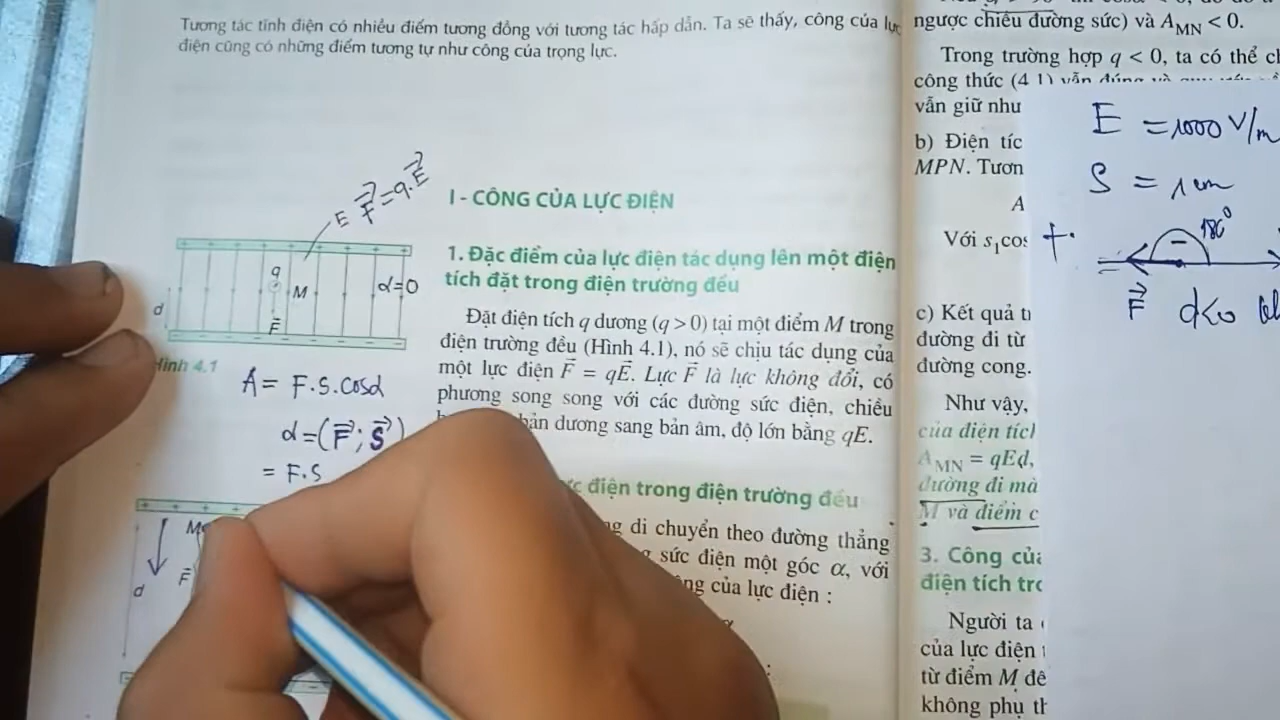 Tương tác tĩnh điện có nhiều điểm tương đồng với tương tác hấp dẫn. Ta sẽ thấy, công của lực
điện cũng có những điểm tương tự như công của trọng lực.
E F=q.E
I - CÔNG CỦA LỰC ĐIỆN
1. Đặc điểm của lực điện tác dụng lên một điện
tích đặt trong điện trường đều
q
M
α=0
F
d
Hình 4.1
Đặt điện tích q dương (q > 0) tại một điểm M trong
điện trường đều (Hình 4.1), nó sẽ chịu tác dụng của
một lực điện F = qE. Lực F là lực không đổi, có
phương song song với các đường sức điện, chiều
bản dương sang bản âm, độ lớn bằng qE.
A = F.S.cosα
α=(F;S)
= F.S
M
F
d
điện trong điện trường đều
di chuyển theo đường thẳng
sức điện một góc α, với
công của lực điện :
ngược chiều đường sức) và AMN < 0.
Trong trường hợp q < 0, ta có thể
công thức (4.1) vẫn đúng và
vẫn giữ như
b) Điện tíc
MPN. Tươn
A
Với s1cos
c) Kết quả
đường đi từ
đường cong.
Như vậy,
của điện tích
AMN = qEd,
đường đi mà
M và điểm c
3. Công của
điện tích tro
Người ta
của lực điện
từ điểm M đế
không phụ th
E = 1000 V/m
S = 1 cm
+ 180°
F